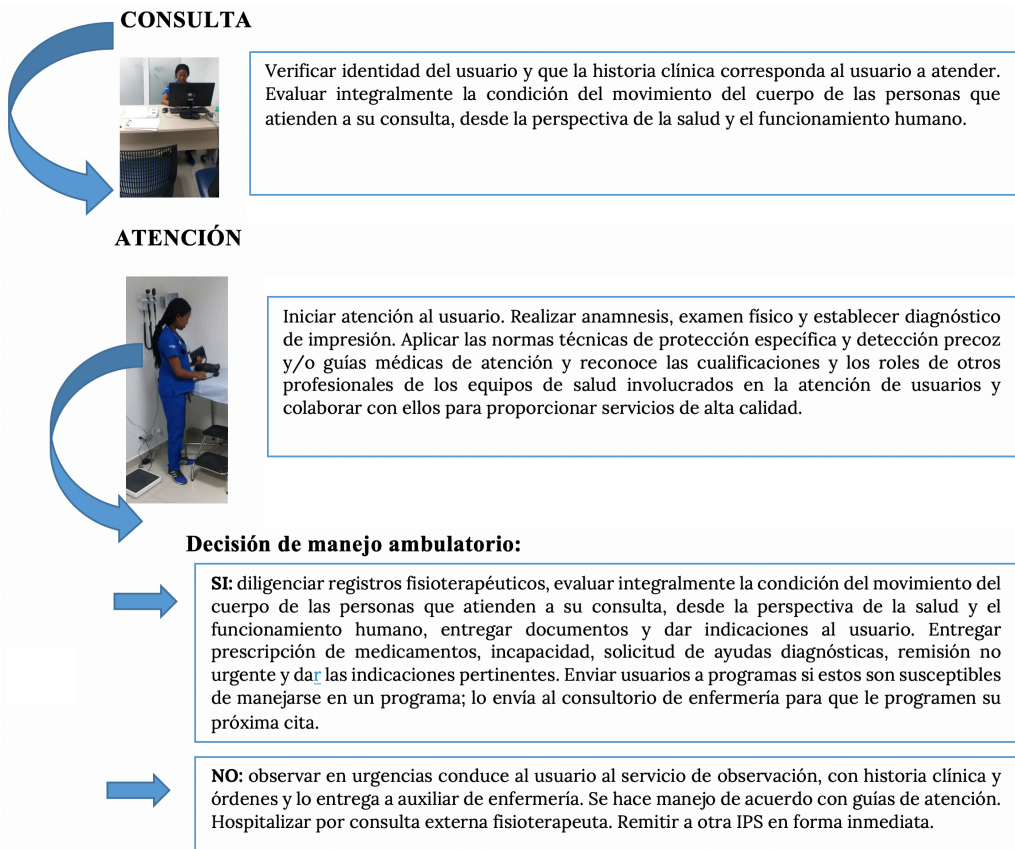 CONSULTA
Verificar identidad del usuario y que la historia clínica corresponda al usuario a atender.
Evaluar integralmente la condición del movimiento del cuerpo de las personas que
atienden a su consulta, desde la perspectiva de la salud y el funcionamiento humano.
ATENCIÓN
Iniciar atención al usuario. Realizar anamnesis, examen físico y establecer diagnóstico
de impresión. Aplicar las normas técnicas de protección específica y detección precoz
y/o guías médicas de atención y reconoce las cualificaciones y los roles de otros
profesionales de los equipos de salud involucrados en la atención de usuarios y
colaborar con ellos para proporcionar servicios de alta calidad.
Decisión de manejo ambulatorio:
SI: diligenciar registros fisioterapéuticos, evaluar integralmente la condición del movimiento del
cuerpo de las personas que atienden a su consulta, desde la perspectiva de la salud y el
funcionamiento humano, entregar documentos y dar indicaciones al usuario. Entregar
prescripción de medicamentos, incapacidad, solicitud de ayudas diagnósticas, remisión no
urgente y dar las indicaciones pertinentes. Enviar usuarios a programas si estos son susceptibles
de manejarse en un programa; lo envía al consultorio de enfermería para que le programen su
próxima cita.
NO: observar en urgencias conduce al usuario al servicio de observación, con historia clínica y
órdenes y lo entrega a auxiliar de enfermería. Se hace manejo de acuerdo con guías de atención.
Hospitalizar por consulta externa fisioterapeuta. Remitir a otra IPS en forma inmediata.